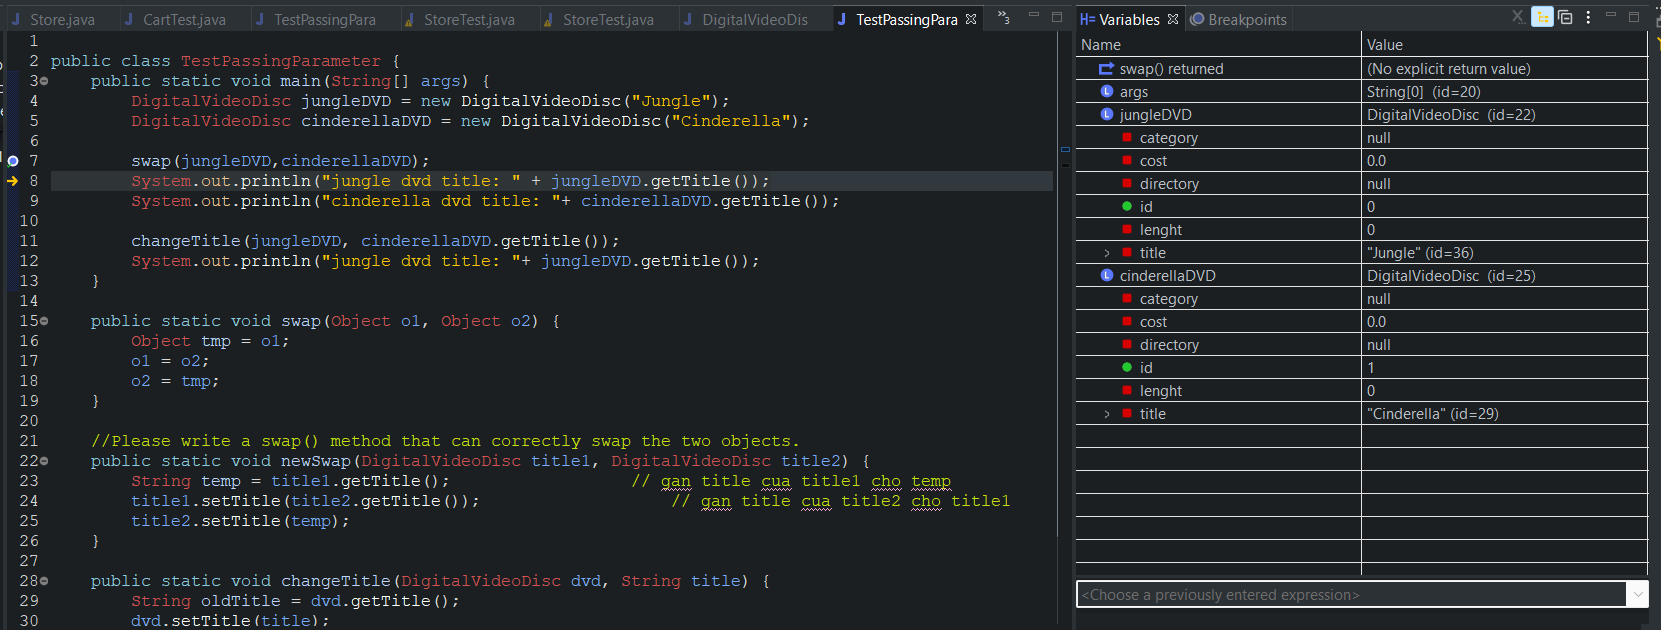 Store.java CartTest.java TestPassingPara StoreTest.java StoreTest.java DigitalVideoDis TestPassingPara »3
1
2 public class TestPassingParameter {
3 public static void main(String[] args) {
4 DigitalVideoDisc jungleDVD = new DigitalVideoDisc("Jungle");
5 DigitalVideoDisc cinderellaDVD = new DigitalVideoDisc("Cinderella");
6
7 swap(jungleDVD,cinderellaDVD);
8 System.out.println("jungle dvd title: " + jungleDVD.getTitle());
9 System.out.println("cinderella dvd title: "+ cinderellaDVD.getTitle());
10
11 changeTitle(jungleDVD, cinderellaDVD.getTitle());
12 System.out.println("jungle dvd title: "+ jungleDVD.getTitle());
13 }
14
15 public static void swap(Object o1, Object o2) {
16 Object tmp = o1;
17 o1 = o2;
18 o2 = tmp;
19 }
20
21 //Please write a swap() method that can correctly swap the two objects.
22 public static void newSwap(DigitalVideoDisc title1, DigitalVideoDisc title2) {
23 String temp = title1.getTitle(); // gan title cua title1 cho temp
24 title1.setTitle(title2.getTitle()); // gan title cua title2 cho title1
25 title2.setTitle(temp);
26 }
27
28 public static void changeTitle(DigitalVideoDisc dvd, String title) {
29 String oldTitle = dvd.getTitle();
30 dvd.setTitle(title);
Variables Breakpoints
Name Value
swap() returned (No explicit return value)
args String[0] (id=20)
jungleDVD DigitalVideoDisc (id=22)
category null
cost 0.0
directory null
id 0
lenght 0
title "Jungle" (id=36)
cinderellaDVD DigitalVideoDisc (id=25)
category null
cost 0.0
directory null
id 1
lenght 0
title "Cinderella" (id=29)
<Choose a previously entered expression>